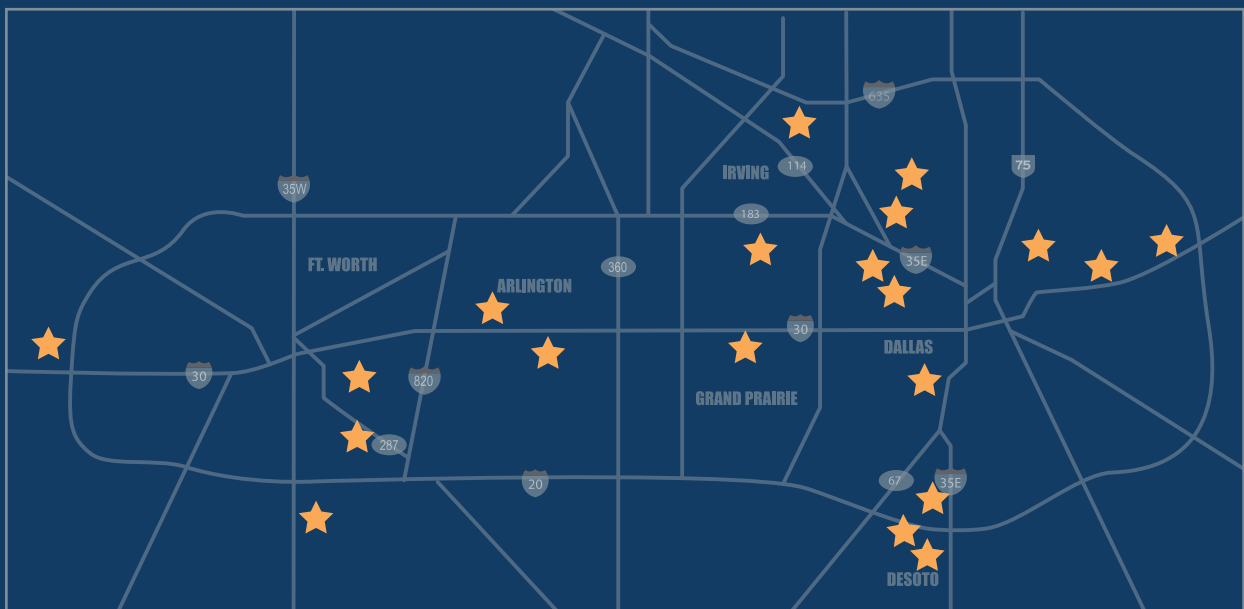 635
114
75
IRVING
35W
183
35E
FT. WORTH
360
ARLINGTON
30
DALLAS
30
820
GRAND PRAIRIE
287
20
67
35E
DESOTO